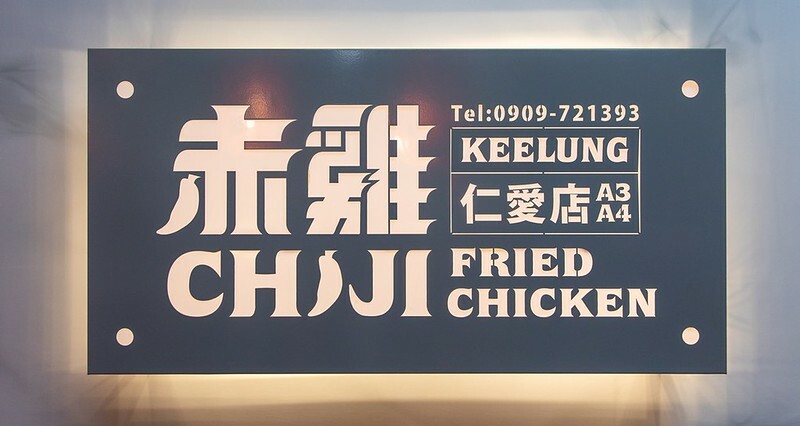 赤雞
CHIJI
Tel:0909-721393
KEELUNG
仁愛店 A3
A4
FRIED
CHICKEN